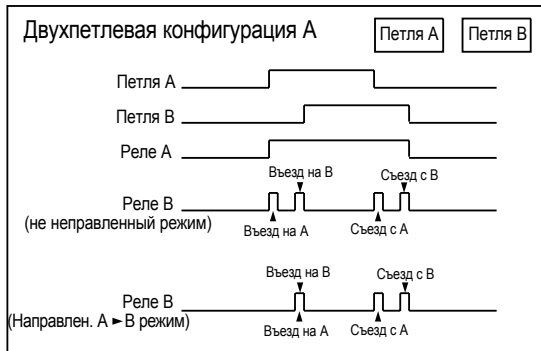 Двухпетлевая конфигурация А
Петля А
Петля В
Петля А
Петля В
Реле А
Въезд на В
Съезд с В
Реле В
(не неправленный режим)
Въезд на А
Съезд с А
Въезд на В
Съезд с В
Реле В
(Направлен. А ► В режим)
Въезд на А
Съезд с А